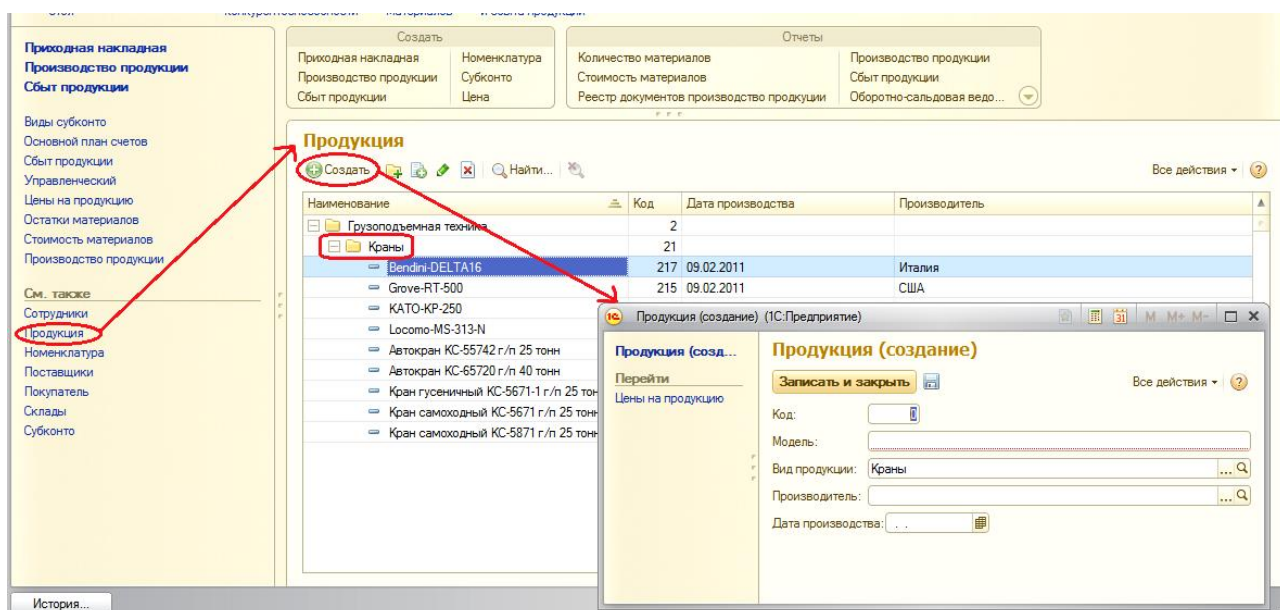 Создать
Отчеты
Приходная накладная
Производство продукции
Сбыт продукции
Номенклатура
Субконто
Цена
Количество материалов
Стоимость материалов
Реестр документов производство продкуции
Производство продукции
Сбыт продукции
Оборотно-сальдовая ведо...
Приходная накладная
Производство продукции
Сбыт продукции
Виды субконто
Основной план счетов
Сбыт продукции
Управленческий
Цены на продукцию
Остатки материалов
Стоимость материалов
Производство продукции
См. также
Сотрудники
Продукция
Номенклатура
Поставщики
Покупатель
Склады
Субконто
Продукция
Создать Найти... Все действия
Наименование Код Дата производства Производитель
Грузоподъемная техника 2
Краны 21
Bendini-DELTA16 217 09.02.2011 Италия
Grove-RT-500 215 09.02.2011 США
КАТО-КР-250
Locomo-MS-313-N
Автокран КС-55742 г/п 25 тонн
Автокран КС-65720 г/п 40 тонн
Кран гусеничный КС-5671-1 г/п 25 тон
Кран самоходный КС-5671 г/п 25 тонн
Кран самоходный КС-5871 г/п 25 тонн
Продукция (создание) (1С:Предприятие) M M+ M-
Продукция (созд...
Перейти
Цены на продукцию
Продукция (создание)
Записать и закрыть Все действия
Код: 0
Модель:
Вид продукции: Краны
Производитель:
Дата производства: . .
История...